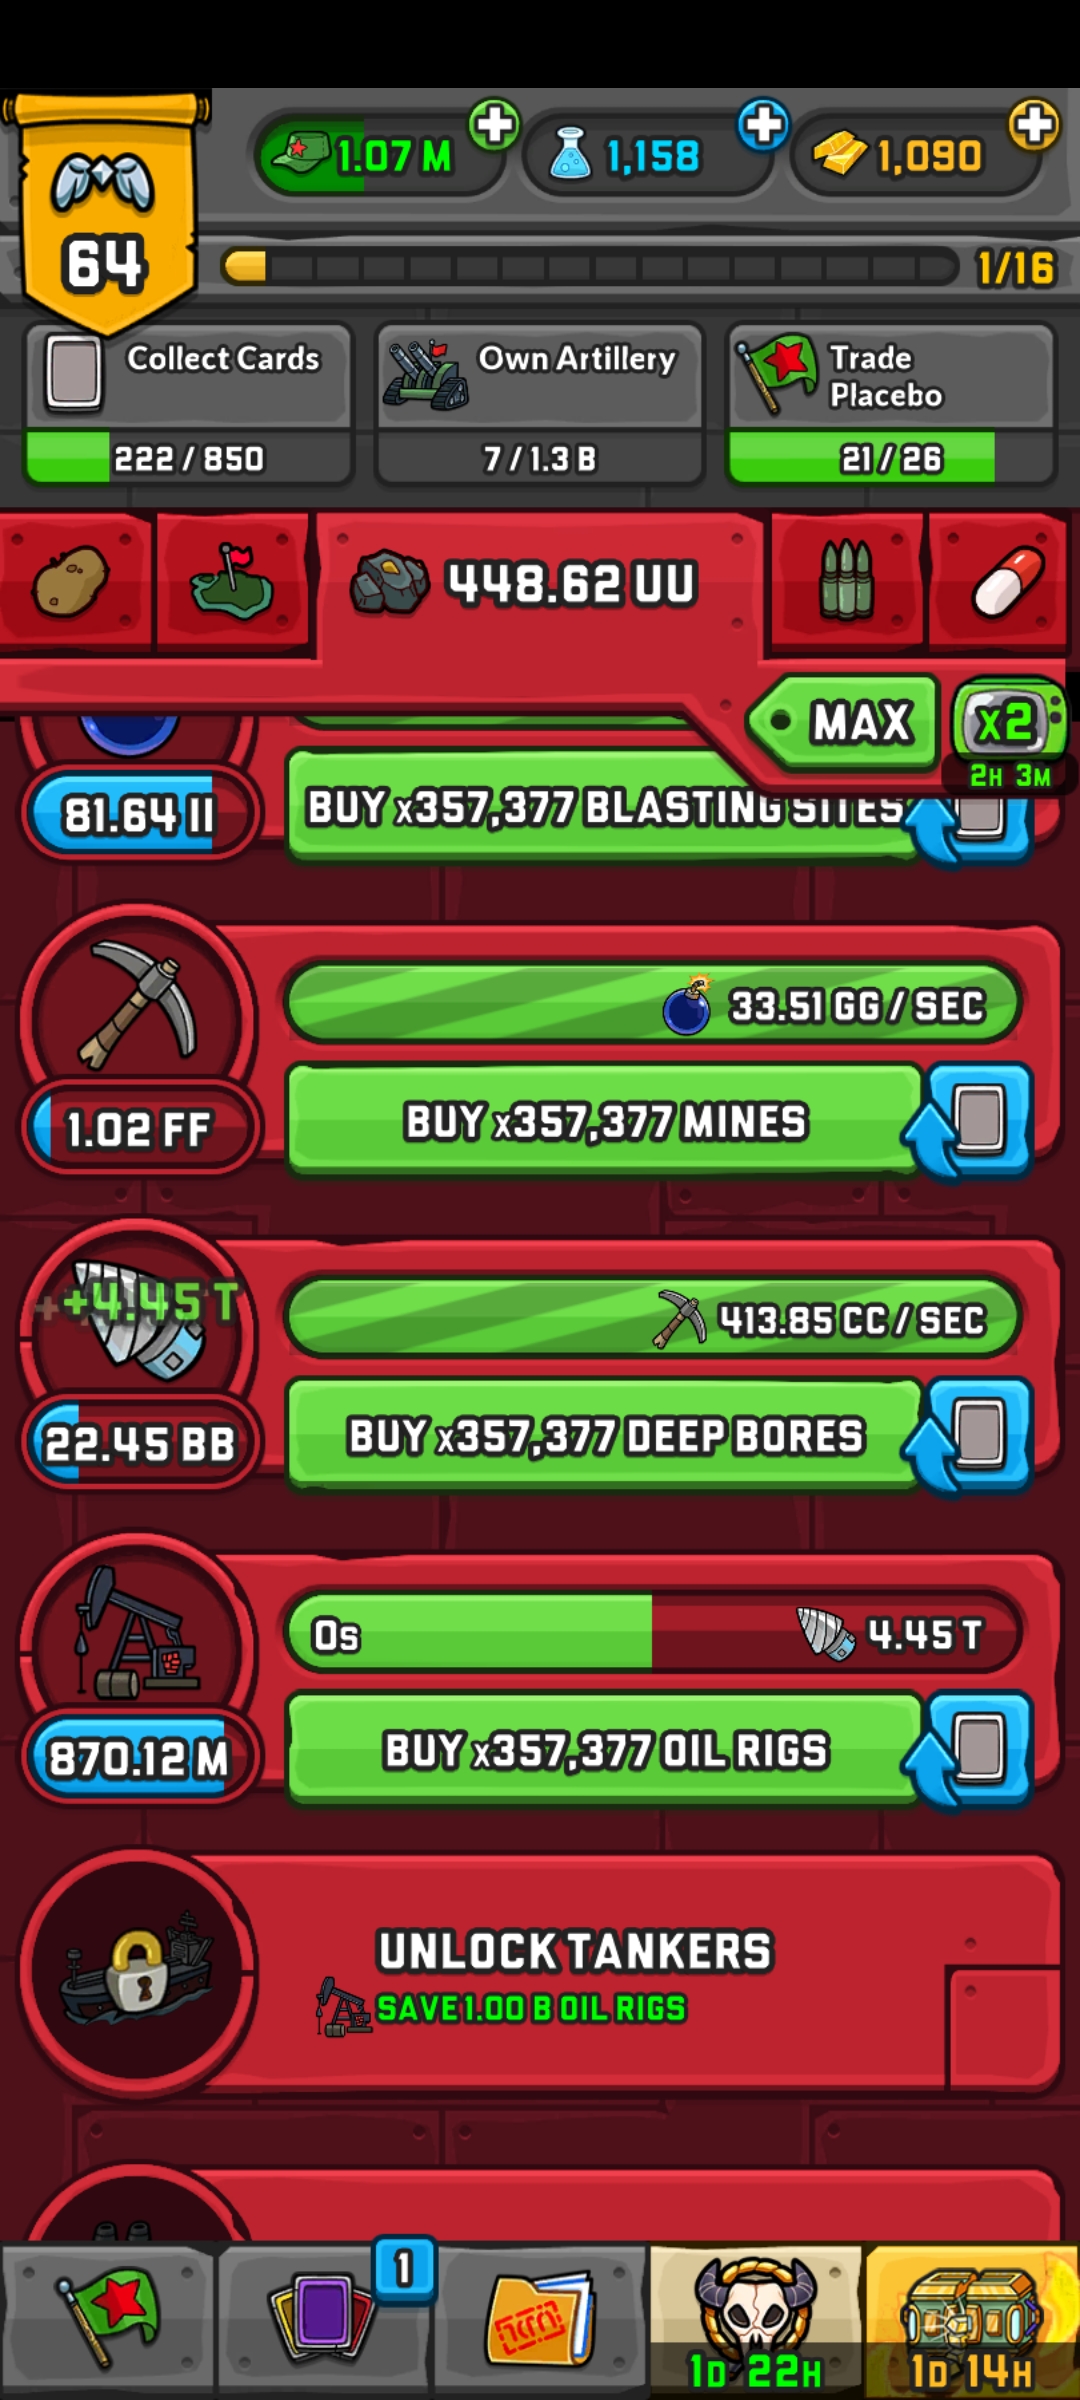 64
1.07 M
1,158
1,090
1/16
Collect Cards
222 / 850
Own Artillery
7 / 1.3 B
Trade
Placebo
21 / 26
448.62 UU
MAX
x2
2H 3M
81.64 II
BUY x357,377 BLASTING SITES
33.51 GG / SEC
1.02 FF
BUY x357,377 MINES
+4.45 T
413.85 CC / SEC
22.45 BB
BUY x357,377 DEEP BORES
0s
4.45 T
870.12 M
BUY x357,377 OIL RIGS
UNLOCK TANKERS
SAVE 1.00 B OIL RIGS
1
1D 22H
1D 14H